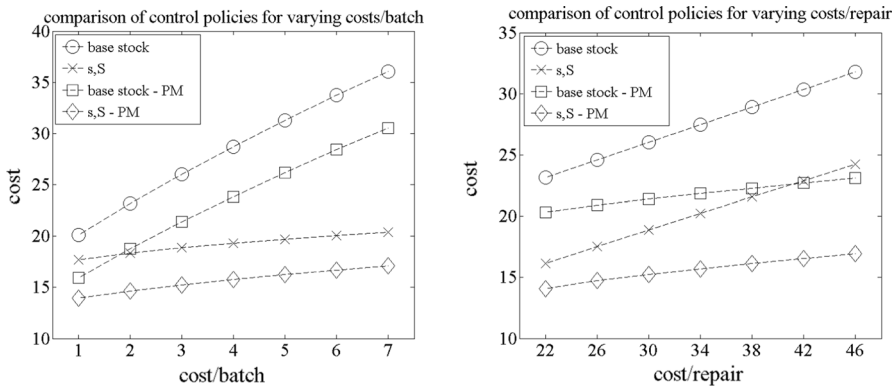 comparison of control policies for varying costs/batch
40
35
30
25
20
15
10
cost
base stock
s,S
base stock - PM
s,S - PM
1 2 3 4 5 6 7
cost/batch
comparison of control policies for varying costs/repair
35
30
25
20
15
10
cost
base stock
s,S
base stock - PM
s,S - PM
22 26 30 34 38 42 46
cost/repair